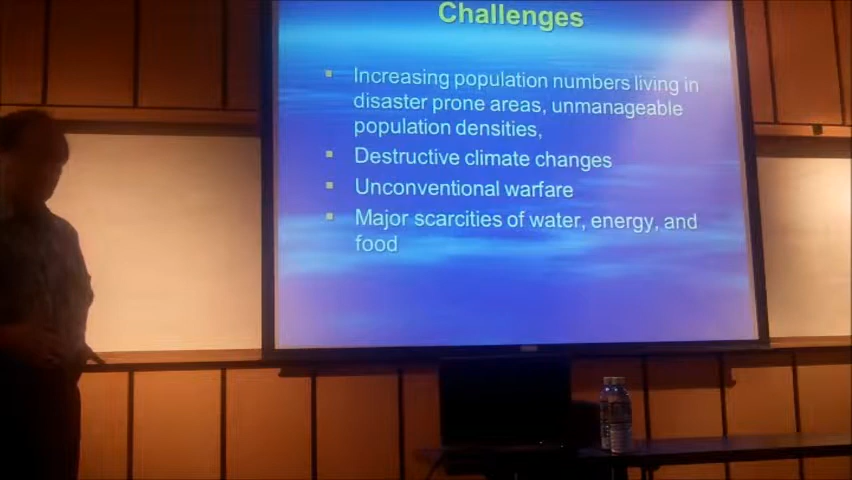 Challenges
Increasing population numbers living in
disaster prone areas, unmanageable
population densities,
Destructive climate changes
Unconventional warfare
Major scarcities of water, energy, and
food